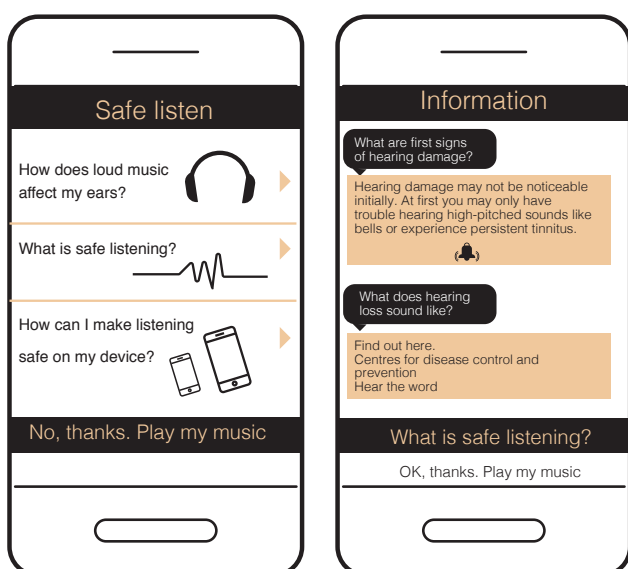 Safe listen
How does loud music
affect my ears?
What is safe listening?
How can I make listening
safe on my device?
No, thanks. Play my music
Information
What are first signs
of hearing damage?
Hearing damage may not be noticeable
initially. At first you may only have
trouble hearing high-pitched sounds like
bells or experience persistent tinnitus.
What does hearing
loss sound like?
Find out here.
Centres for disease control and
prevention
Hear the word
What is safe listening?
OK, thanks. Play my music